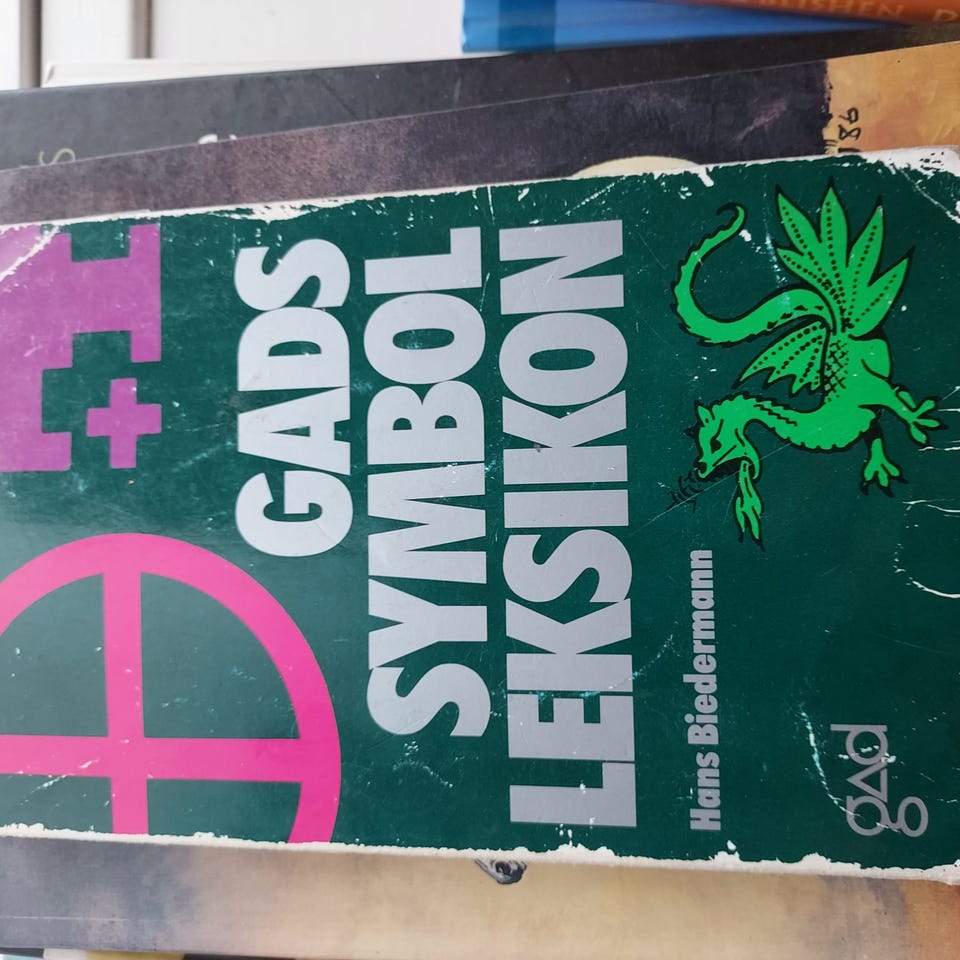 GADS
SYMBOL
LEKSIKON
Hans Biedermann
gad